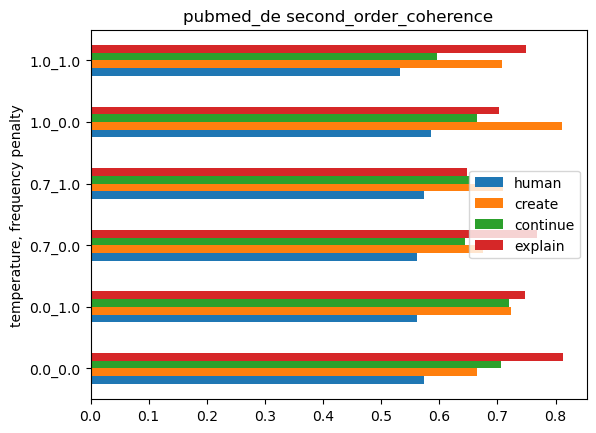 pubmed_de second_order_coherence
temperature, frequency penalty
1.0_1.0
1.0_0.0
0.7_1.0
0.7_0.0
0.0_1.0
0.0_0.0
human
create
continue
explain
0.0 0.1 0.2 0.3 0.4 0.5 0.6 0.7 0.8